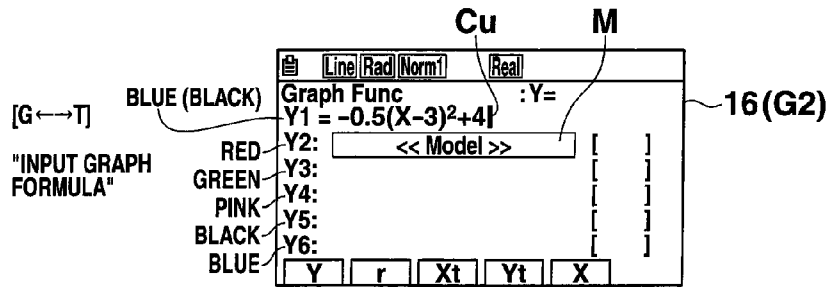 Cu M
Line Rad Norm1 Real
16(G2)
[G←→T]
"INPUT GRAPH
FORMULA"
BLUE (BLACK)
RED
GREEN
PINK
BLACK
BLUE
Graph Func :Y=
Y1 = -0.5(X-3)²+4
Y2: << Model >> [ ]
Y3: [ ]
Y4: [ ]
Y5: [ ]
Y6: [ ]
Y r Xt Yt X